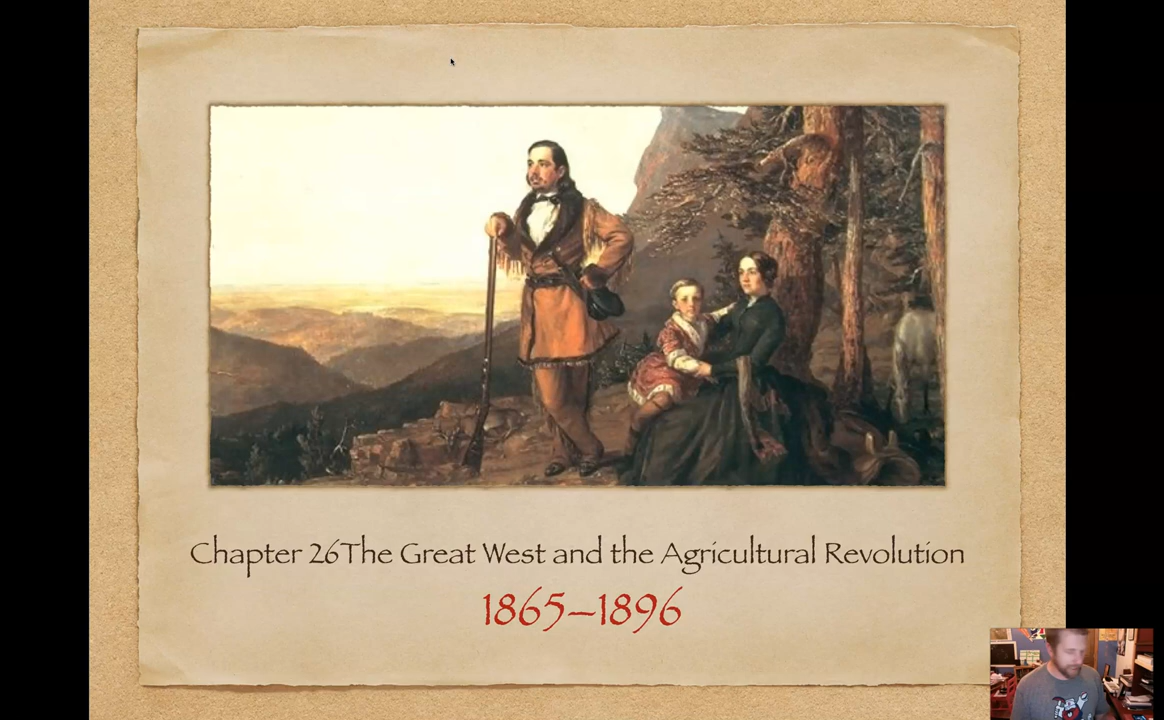 Chapter 26The Great West and the Agricultural Revolution
1865–1896